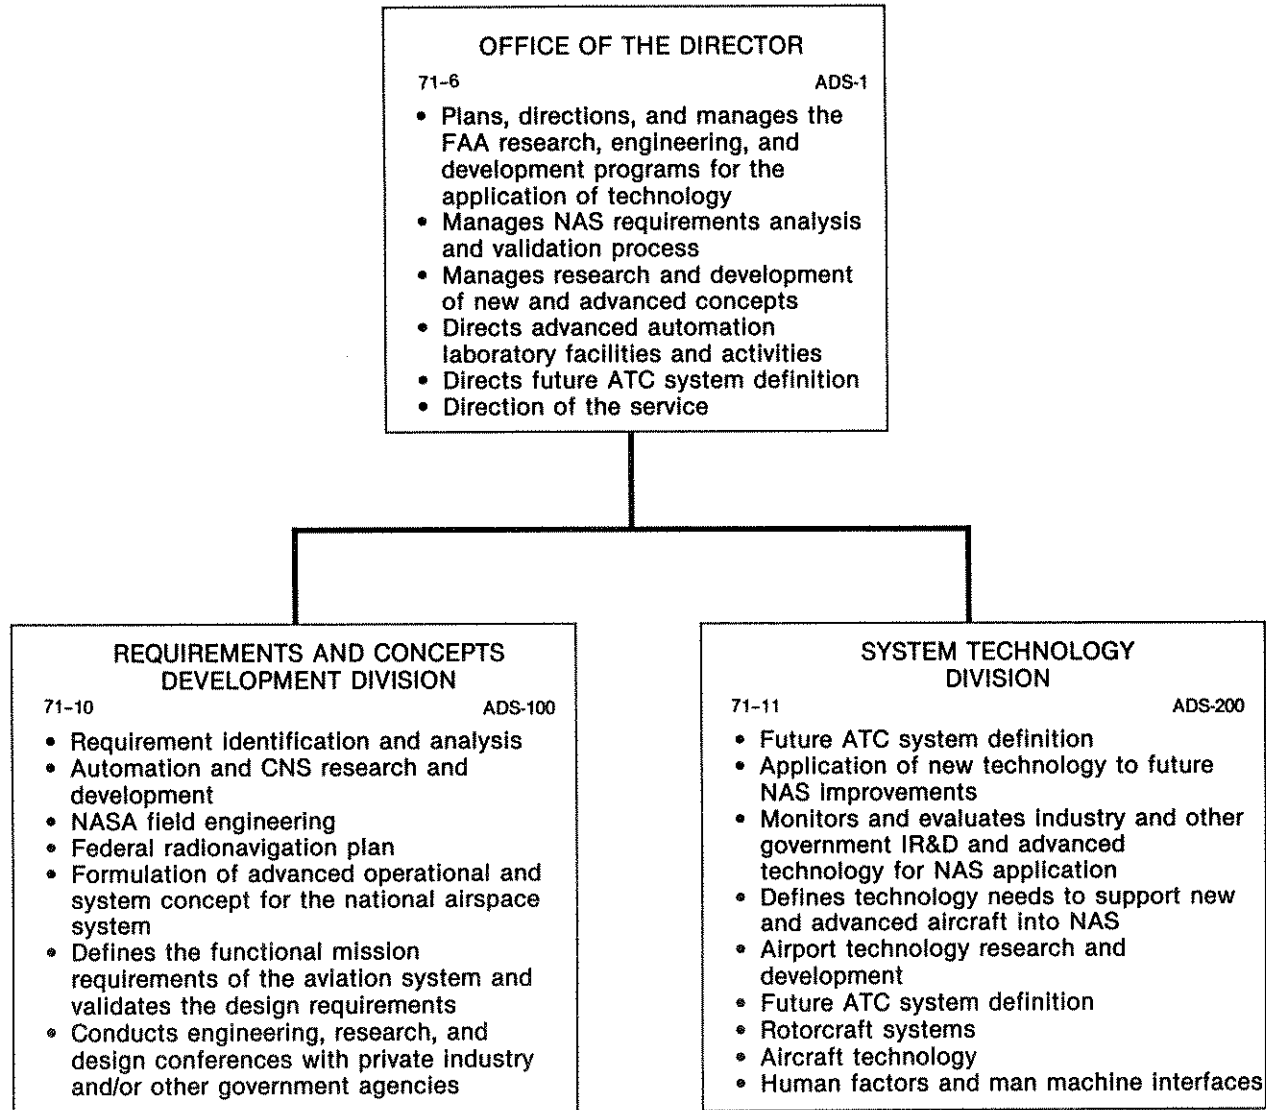 OFFICE OF THE DIRECTOR
71-6 ADS-1
• Plans, directions, and manages the
FAA research, engineering, and
development programs for the
application of technology
• Manages NAS requirements analysis
and validation process
• Manages research and development
of new and advanced concepts
• Directs advanced automation
laboratory facilities and activities
• Directs future ATC system definition
• Direction of the service
REQUIREMENTS AND CONCEPTS
DEVELOPMENT DIVISION
71-10 ADS-100
• Requirement identification and analysis
• Automation and CNS research and
development
• NASA field engineering
• Federal radionavigation plan
• Formulation of advanced operational and
system concept for the national airspace
system
• Defines the functional mission
requirements of the aviation system and
validates the design requirements
• Conducts engineering, research, and
design conferences with private industry
and/or other government agencies
SYSTEM TECHNOLOGY
DIVISION
71-11 ADS-200
• Future ATC system definition
• Application of new technology to future
NAS improvements
• Monitors and evaluates industry and other
government IR&D and advanced
technology for NAS application
• Defines technology needs to support new
and advanced aircraft into NAS
• Airport technology research and
development
• Future ATC system definition
• Rotorcraft systems
• Aircraft technology
• Human factors and man machine interfaces